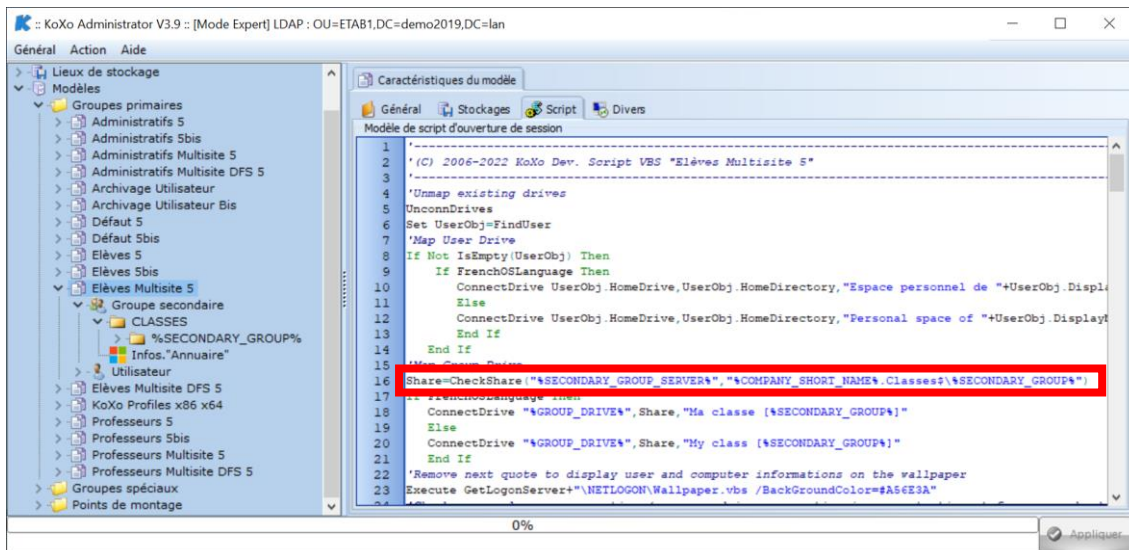 :: KoXo Administrator V3.9 :: [Mode Expert] LDAP : OU=ETAB1,DC=demo2019,DC=lan
Général Action Aide
Lieux de stockage
Modèles
Groupes primaires
Administratifs 5
Administratifs 5bis
Administratifs Multisite 5
Administratifs Multisite DFS 5
Archivage Utilisateur
Archivage Utilisateur Bis
Défaut 5
Défaut 5bis
Elèves 5
Elèves 5bis
Elèves Multisite 5
Groupe secondaire
CLASSES
%SECONDARY_GROUP%
Infos."Annuaire"
Utilisateur
Elèves Multisite DFS 5
KoXo Profiles x86 x64
Professeurs 5
Professeurs 5bis
Professeurs Multisite 5
Professeurs Multisite DFS 5
Groupes spéciaux
Points de montage
Caractéristiques du modèle
Général Stockages Script Divers
Modèle de script d'ouverture de session
1 '--------------------------------------------------------------------
2 '(C) 2006-2022 KoXo Dev. Script VBS "Elèves Multisite 5"
3 '--------------------------------------------------------------------
4 'Unmap existing drives
5 UnconnDrives
6 Set UserObj=FindUser
7 'Map User Drive
8 If Not IsEmpty(UserObj) Then
9 If FrenchOSLanguage Then
10 ConnectDrive UserObj.HomeDrive,UserObj.HomeDirectory,"Espace personnel de "+UserObj.Displa
11 Else
12 ConnectDrive UserObj.HomeDrive,UserObj.HomeDirectory,"Personal space of "+UserObj.Display
13 End If
14 End If
15 'Map Group Drive
16 Share=CheckShare("%SECONDARY_GROUP_SERVER%","%COMPANY_SHORT_NAME%.Classes$\%SECONDARY_GROUP%")
17 If FrenchOSLanguage Then
18 ConnectDrive "%GROUP_DRIVE%",Share,"Ma classe [%SECONDARY_GROUP%]"
19 Else
20 ConnectDrive "%GROUP_DRIVE%",Share,"My class [%SECONDARY_GROUP%]"
21 End If
22 'Remove next quote to display user and computer informations on the wallpaper
23 Execute GetLogonServer+"\NETLOGON\Wallpaper.vbs /BackGroundColor=#A56E3A"
0%
Appliquer